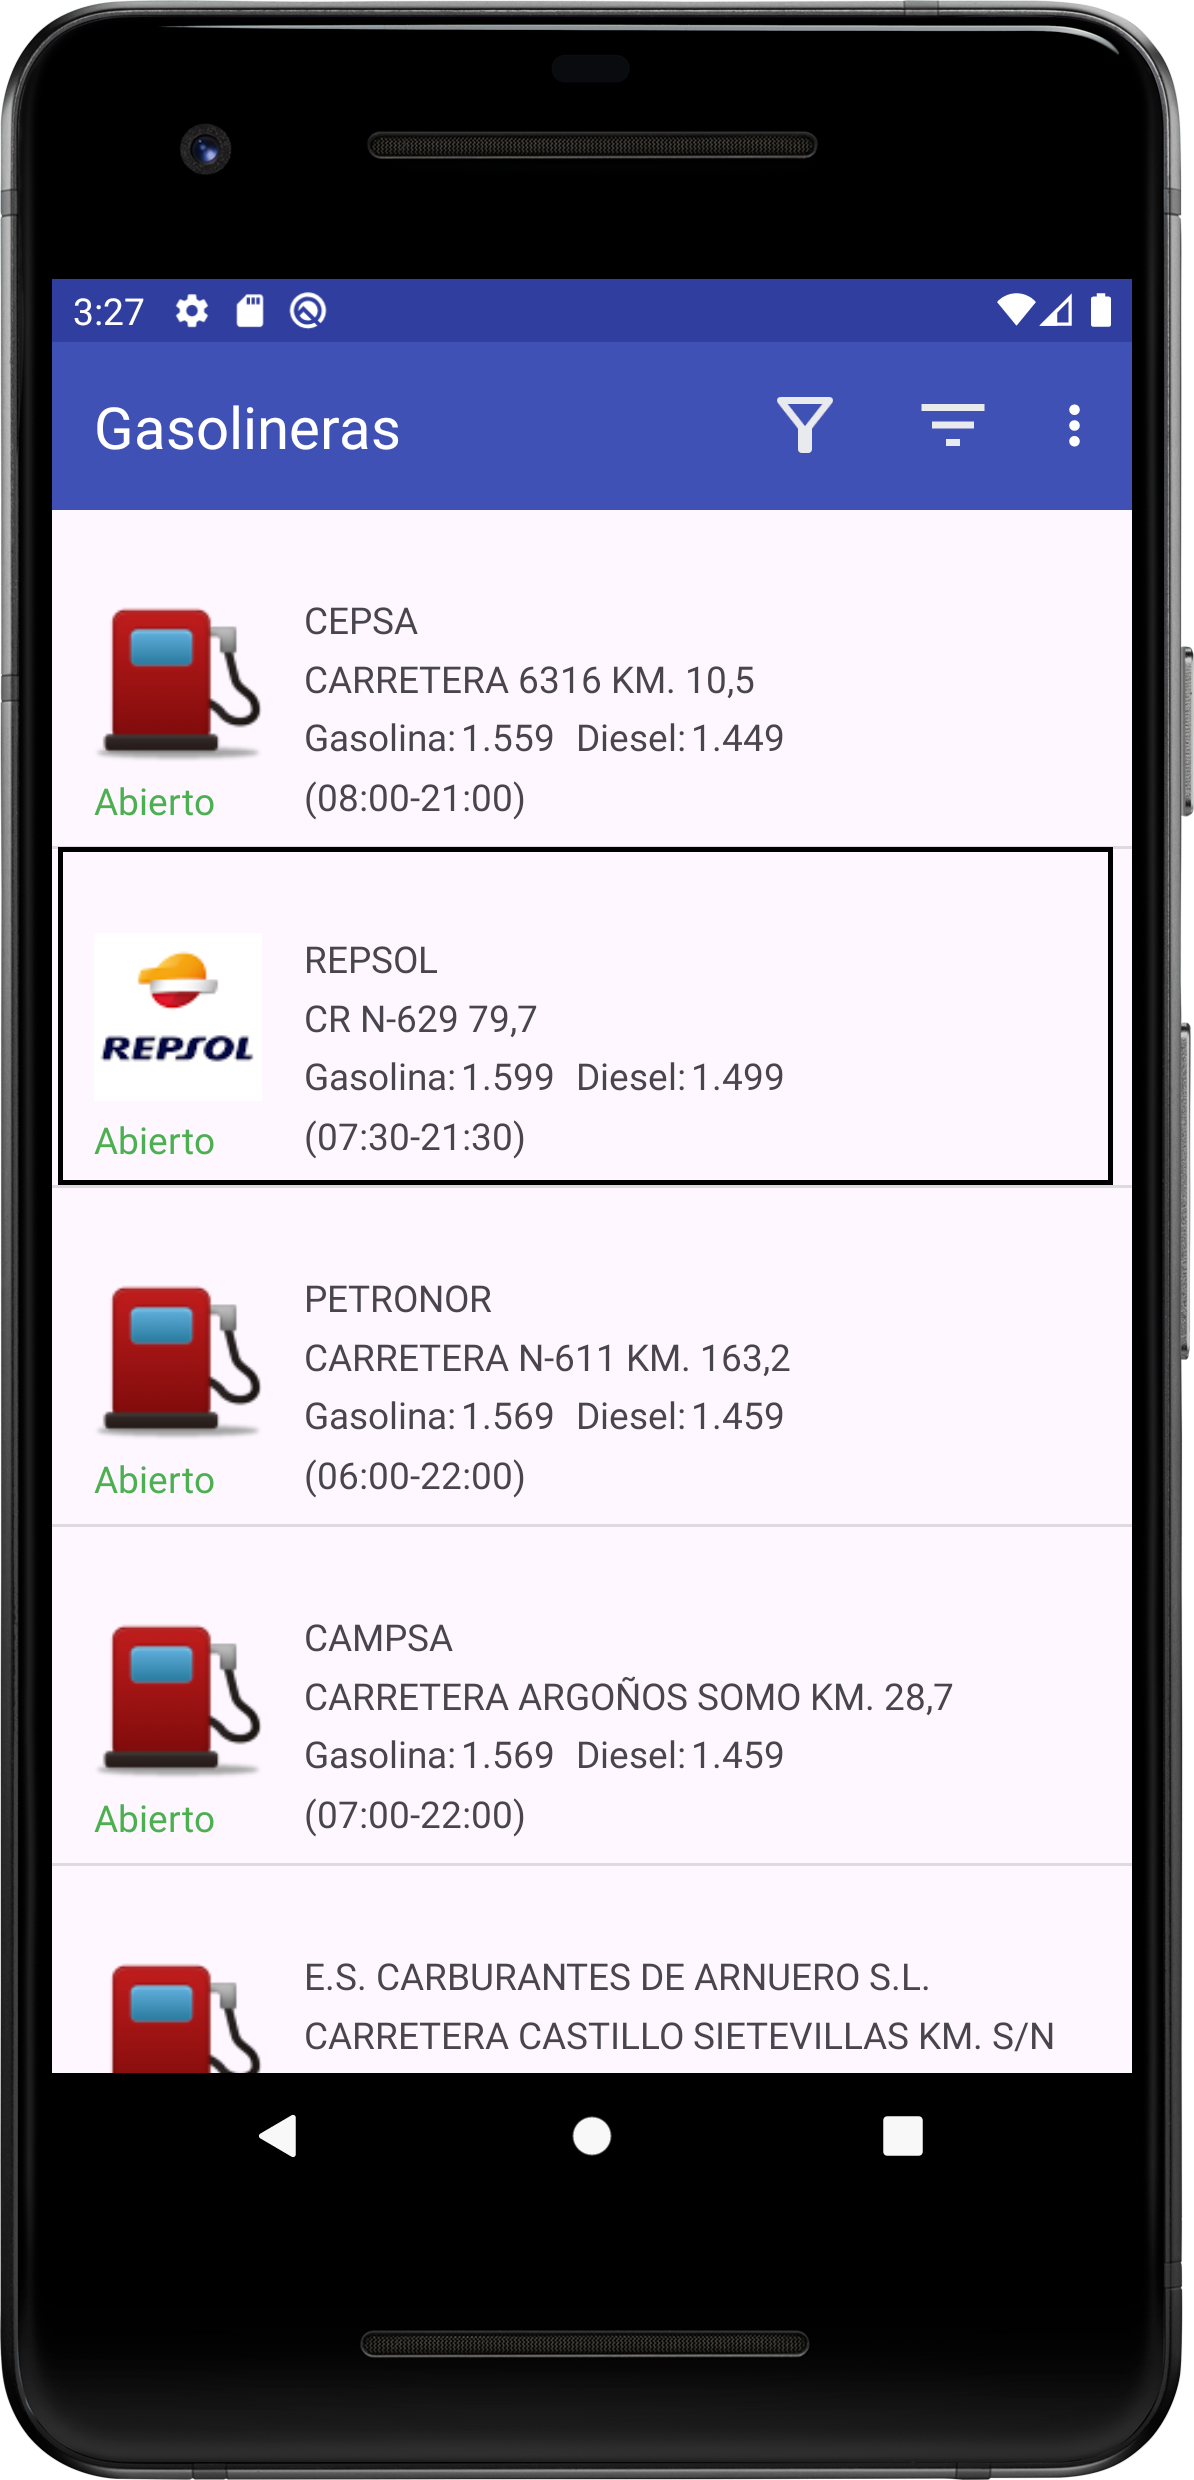 3:27
Gasolineras
CEPSA
CARRETERA 6316 KM. 10,5
Gasolina: 1.559 Diesel: 1.449
Abierto
(08:00-21:00)
REPSOL
REPSOL
CR N-629 79,7
Gasolina: 1.599 Diesel: 1.499
Abierto
(07:30-21:30)
PETRONOR
CARRETERA N-611 KM. 163,2
Gasolina: 1.569 Diesel: 1.459
Abierto
(06:00-22:00)
CAMPSA
CARRETERA ARGOÑOS SOMO KM. 28,7
Gasolina: 1.569 Diesel: 1.459
Abierto
(07:00-22:00)
E.S. CARBURANTES DE ARNUERO S.L.
CARRETERA CASTILLO SIETEVILLAS KM. S/N